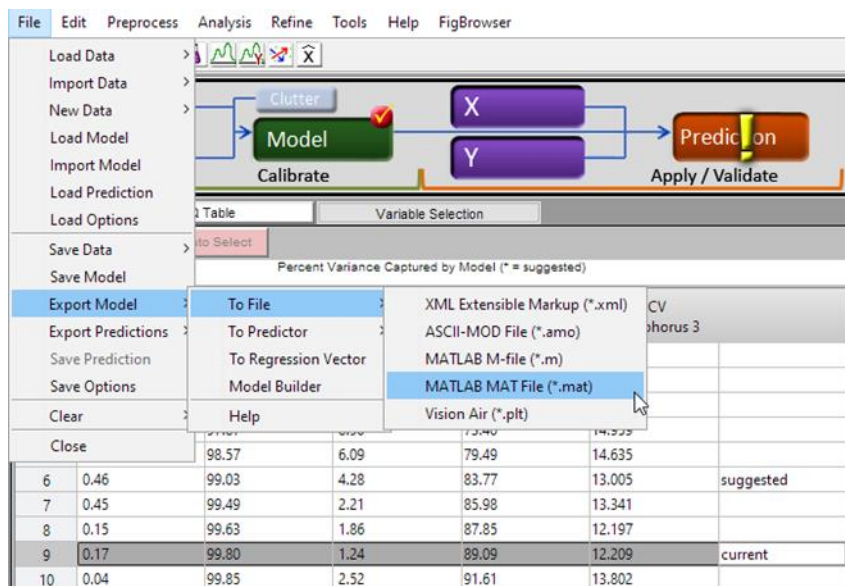 File Edit Preprocess Analysis Refine Tools Help FigBrowser
Load Data
Import Data
New Data
Load Model
Import Model
Load Prediction
Load Options
Save Data
Save Model
Export Model
Export Predictions
Save Prediction
Save Options
Clear
Close
To File
To Predictor
To Regression Vector
Model Builder
Help
XML Extensible Markup (*.xml)
ASCII-MOD File (*.amo)
MATLAB M-file (*.m)
MATLAB MAT File (*.mat)
Vision Air (*.plt)
Clutter
Model
Calibrate
X
Y
Prediction
Apply / Validate
Table Variable Selection
Select
Percent Variance Captured by Model (* = suggested)
CV
3
98.57 6.09 79.49 14.635
6 0.46 99.03 4.28 83.77 13.005 suggested
7 0.45 99.49 2.21 85.98 13.341
8 0.15 99.63 1.86 87.85 12.197
9 0.17 99.80 1.24 89.09 12.209 current
10 0.04 99.85 2.52 91.61 13.802